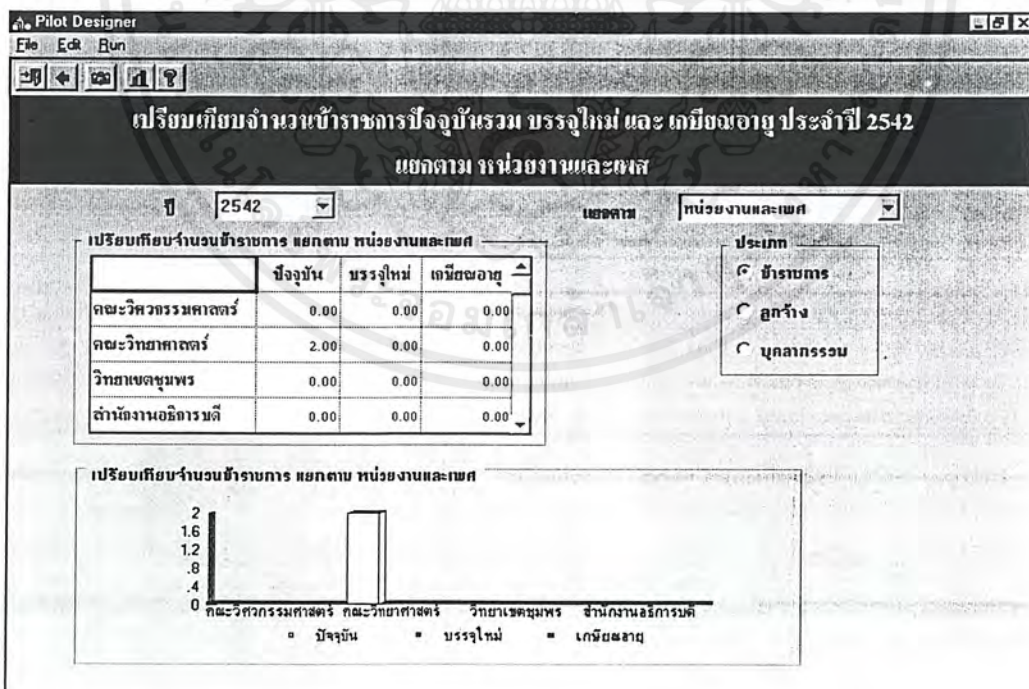 Pilot Designer
File Edit Run
เปรียบเทียบจำนวนข้าราชการปัจจุบันรวม บรรจุใหม่ และ เกษียณอายุ ประจำปี 2542
แยกตาม หน่วยงานและเพศ
ปี 2542 แยกตาม หน่วยงานและเพศ
เปรียบเทียบจำนวนข้าราชการ แยกตาม หน่วยงานและเพศ
ปัจจุบัน บรรจุใหม่ เกษียณอายุ
คณะวิศวกรรมศาสตร์ 0.00 0.00 0.00
คณะวิทยาศาสตร์ 2.00 0.00 0.00
วิทยาเขตชุมพร 0.00 0.00 0.00
สำนักงานอธิการบดี 0.00 0.00 0.00
ประเภท
ข้าราชการ
ลูกจ้าง
บุคลากรรวม
เปรียบเทียบจำนวนข้าราชการ แยกตาม หน่วยงานและเพศ
2
1.6
1.2
.8
.4
0
คณะวิศวกรรมศาสตร์ คณะวิทยาศาสตร์ วิทยาเขตชุมพร สำนักงานอธิการบดี
ปัจจุบัน บรรจุใหม่ เกษียณอายุ